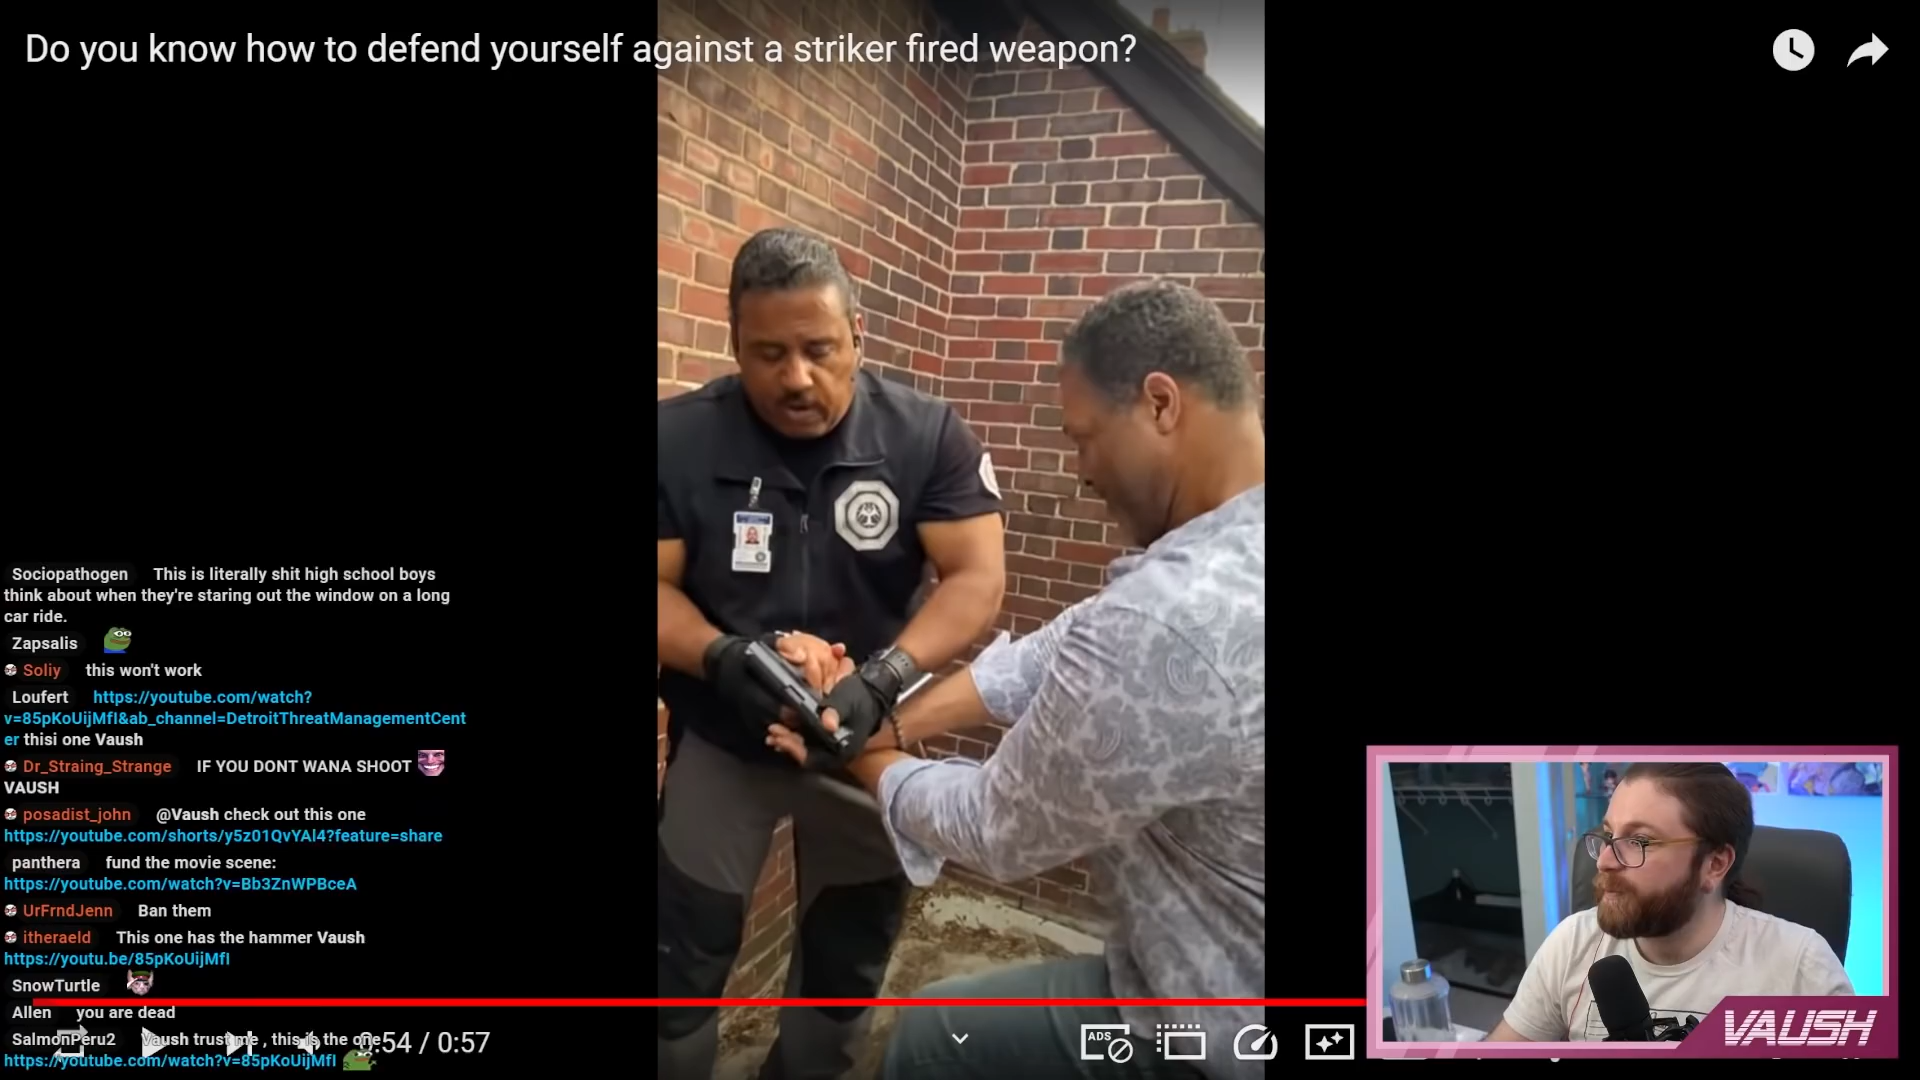 Do you know how to defend yourself against a striker fired weapon?
Sociopathogen This is literally shit high school boys
think about when they're staring out the window on a long
car ride.
Zapsalis
Soliy this won't work
Loufert https://youtube.com/watch?
v=85pKoUijMfI&ab_channel=DetroitThreatManagementCent
er thisi one Vaush
Dr_Straing_Strange IF YOU DONT WANA SHOOT
VAUSH
posadist_john @Vaush check out this one
https://youtube.com/shorts/y5z01QvYAl4?feature=share
panthera fund the movie scene:
https://youtube.com/watch?v=Bb3ZnWPBceA
UrFrndJenn Ban them
itheraeld This one has the hammer Vaush
https://youtu.be/85pKoUijMfI
SnowTurtle
Allen you are dead
SalmonPeru2 Vaush trust me , this is the one
https://youtube.com/watch?v=85pKoUijMfI
0:54 / 0:57
ADS
VAUSH